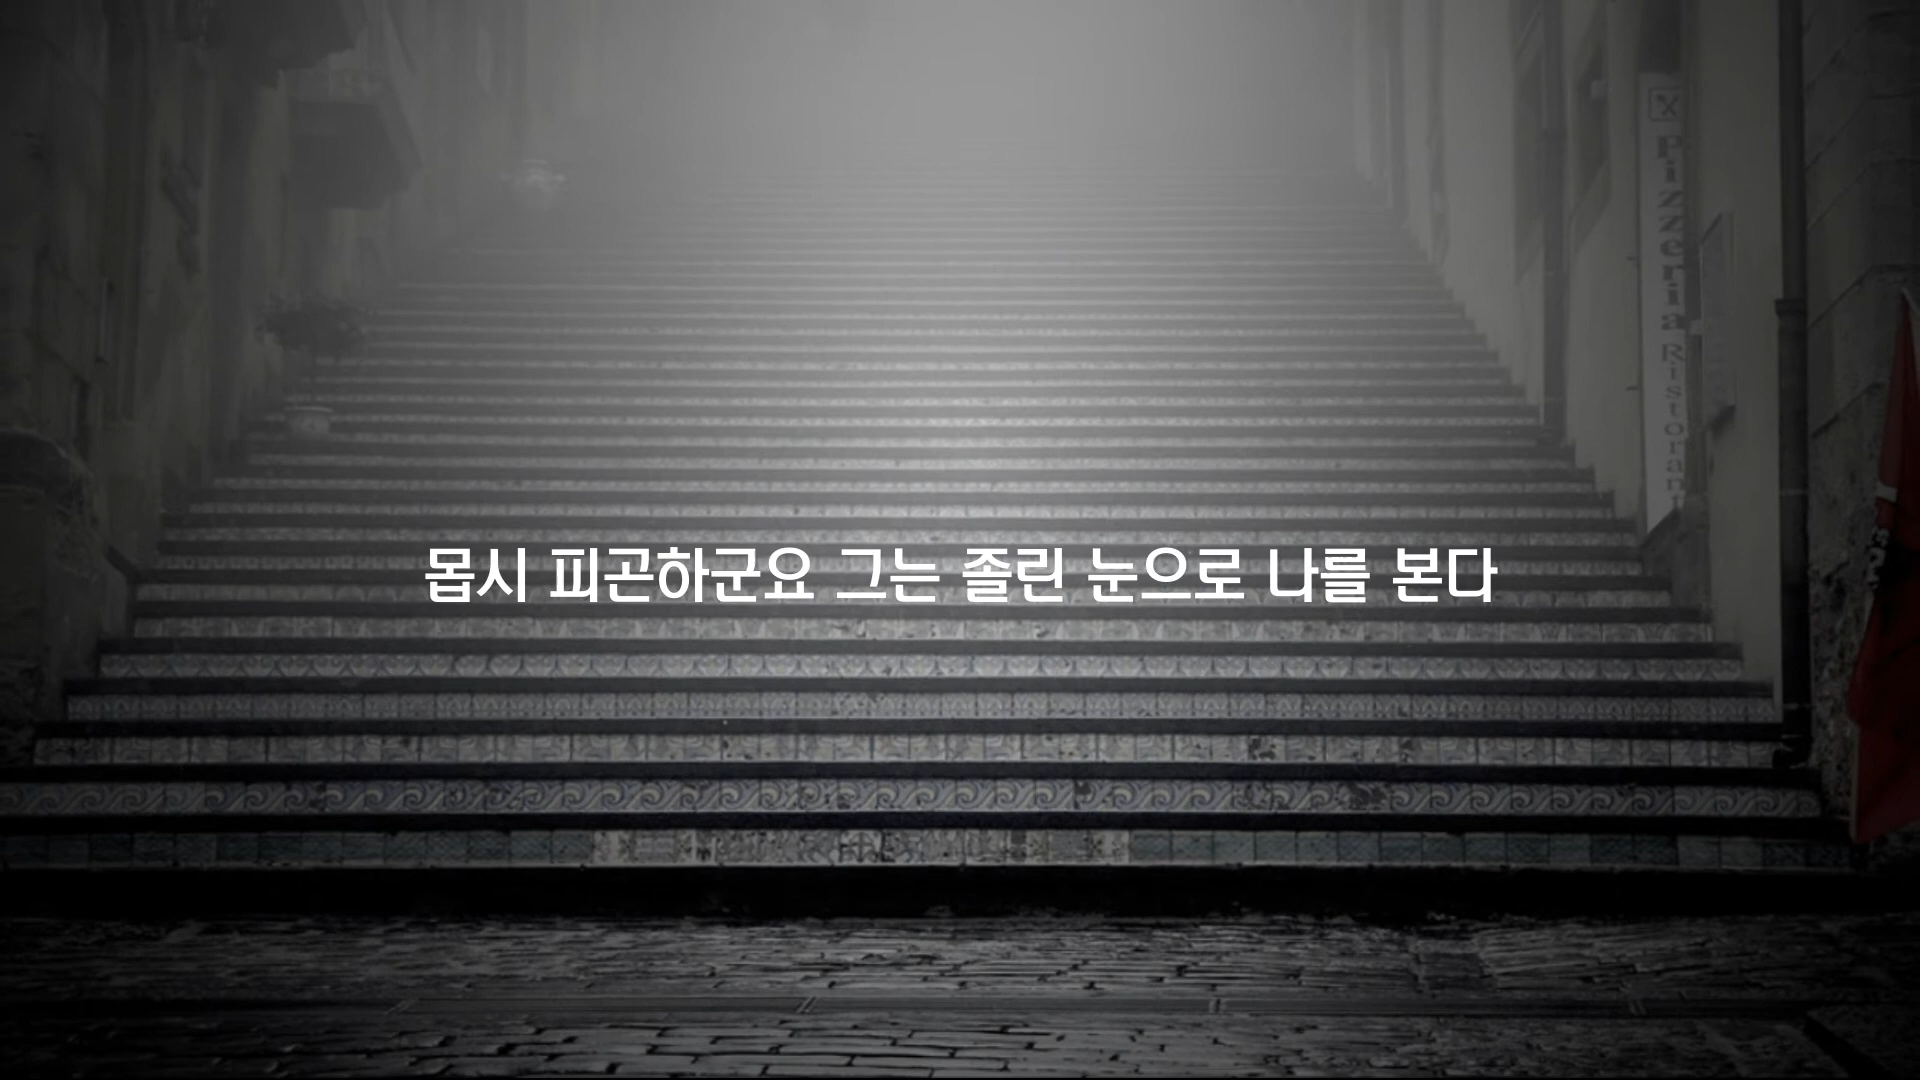 Pizzeria Ristorant
몹시 피곤하군요 그는 졸린 눈으로 나를 본다